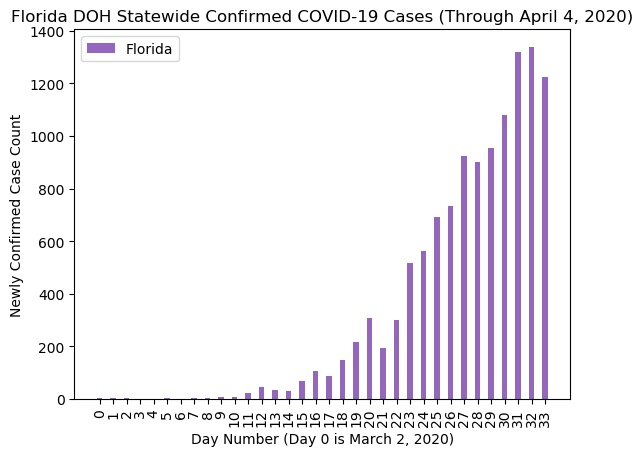 Florida DOH Statewide Confirmed COVID-19 Cases (Through April 4, 2020)
Florida
Newly Confirmed Case Count
1400
1200
1000
800
600
400
200
0
0 1 2 3 4 5 6 7 8 9 10 11 12 13 14 15 16 17 18 19 20 21 22 23 24 25 26 27 28 29 30 31 32 33
Day Number (Day 0 is March 2, 2020)